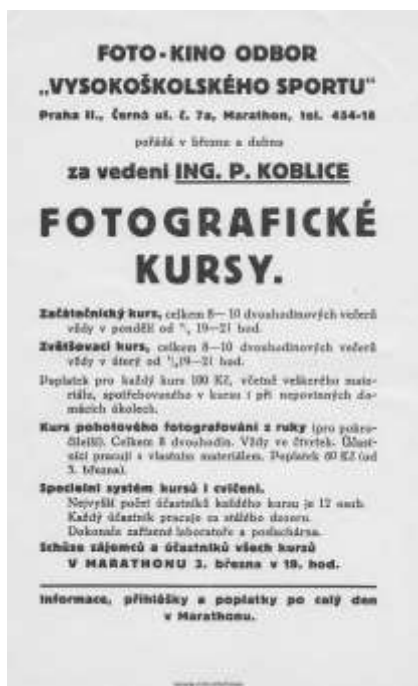 FOTO-KINO ODBOR
„VYSOKOŠKOLSKÉHO SPORTU“
Praha II., Černá ul. č. 7a, Marathon, tel. 454-18
pořádá v březnu a dubnu
za vedení ING. P. KOBLICE
FOTOGRAFICKÉ
KURSY.
Začátečnický kurs, celkem 8—10 dvouhodinových večerů
vždy v pondělí od 19—21 hod.
Zvětšovací kurs, celkem 8—10 dvouhodinových večerů
vždy v úterý od 19—21 hod.
Poplatek pro každý kurs 100 Kč, včetně veškerého mate-
riálu, spotřebovaného v kursu i při nepovinných do-
mácích úkolech.
Kurs pohotového fotografování z ruky (pro pokro-
čilejší). Celkem 8 dvouhodin. Vždy ve čtvrtek. Účast-
níci pracují s vlastním materiálem. Poplatek 60 Kč (od
3. března).
Specielní systém kursů i cvičení.
Nejvyšší počet účastníků každého kursu je 12 osob.
Každý účastník pracuje za stálého dozoru.
Dokonale zařízené laboratoře a posluchárna.
Schůze zájemců a účastníků všech kursů
V MARATHONU 3. března v 19. hod.
Informace, přihlášky a poplatky po celý den
v Marathonu.